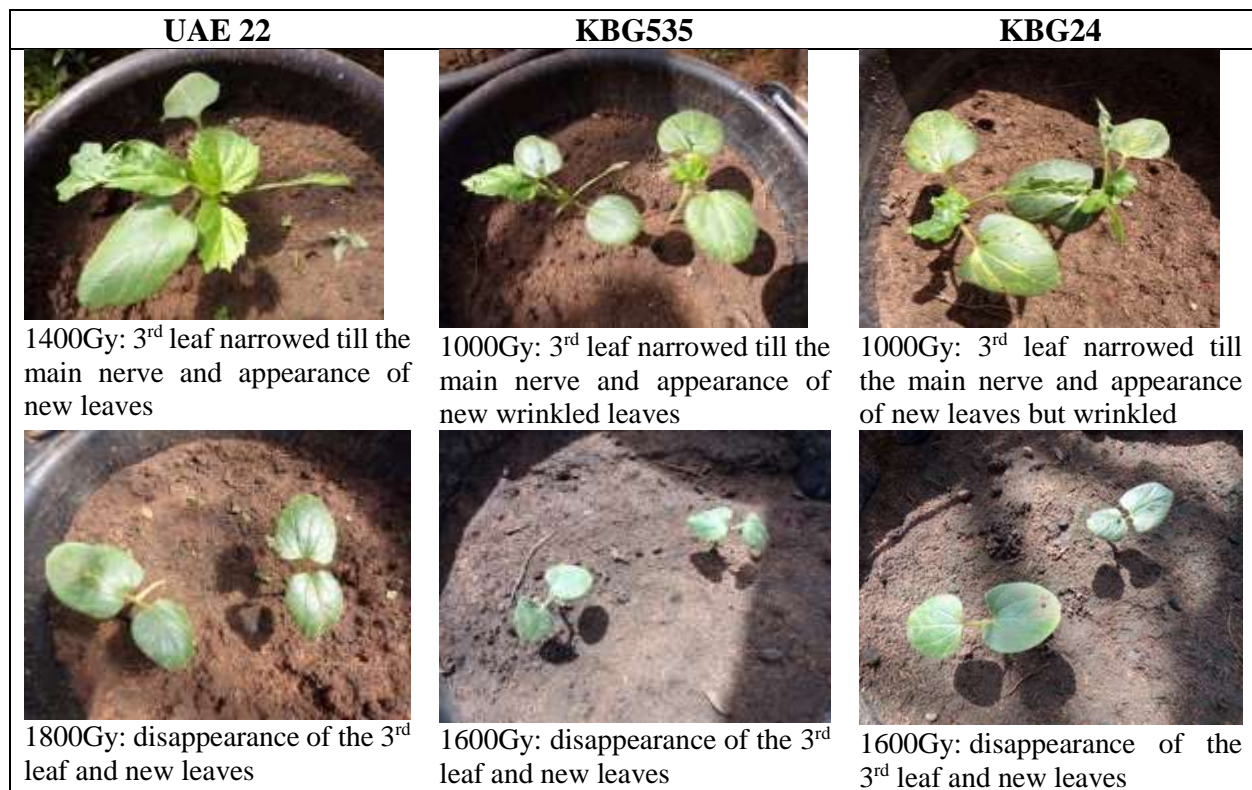 UAE 22
KBG535
KBG24
1400Gy: 3rd leaf narrowed till the
main nerve and appearance of
new leaves
1000Gy: 3rd leaf narrowed till the
main nerve and appearance of
new wrinkled leaves
1000Gy: 3rd leaf narrowed till
the main nerve and appearance
of new leaves but wrinkled
1800Gy: disappearance of the 3rd
leaf and new leaves
1600Gy: disappearance of the 3rd
leaf and new leaves
1600Gy: disappearance of the
3rd leaf and new leaves